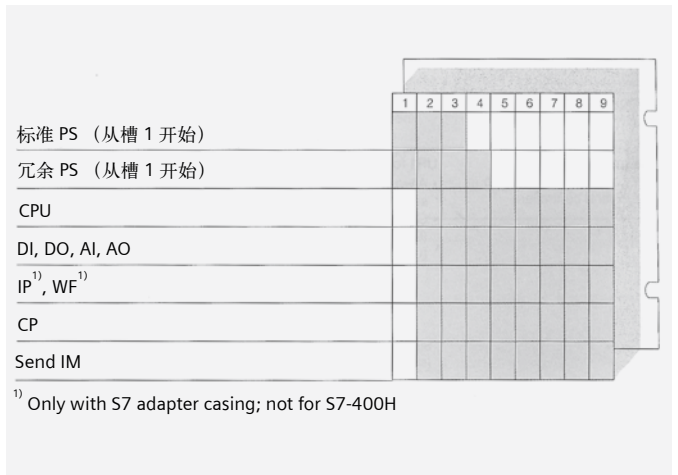 1 2 3 4 5 6 7 8 9
标准 PS （从槽 1 开始）
冗余 PS （从槽 1 开始）
CPU
DI, DO, AI, AO
IP1), WF1)
CP
Send IM
1) Only with S7 adapter casing; not for S7-400H